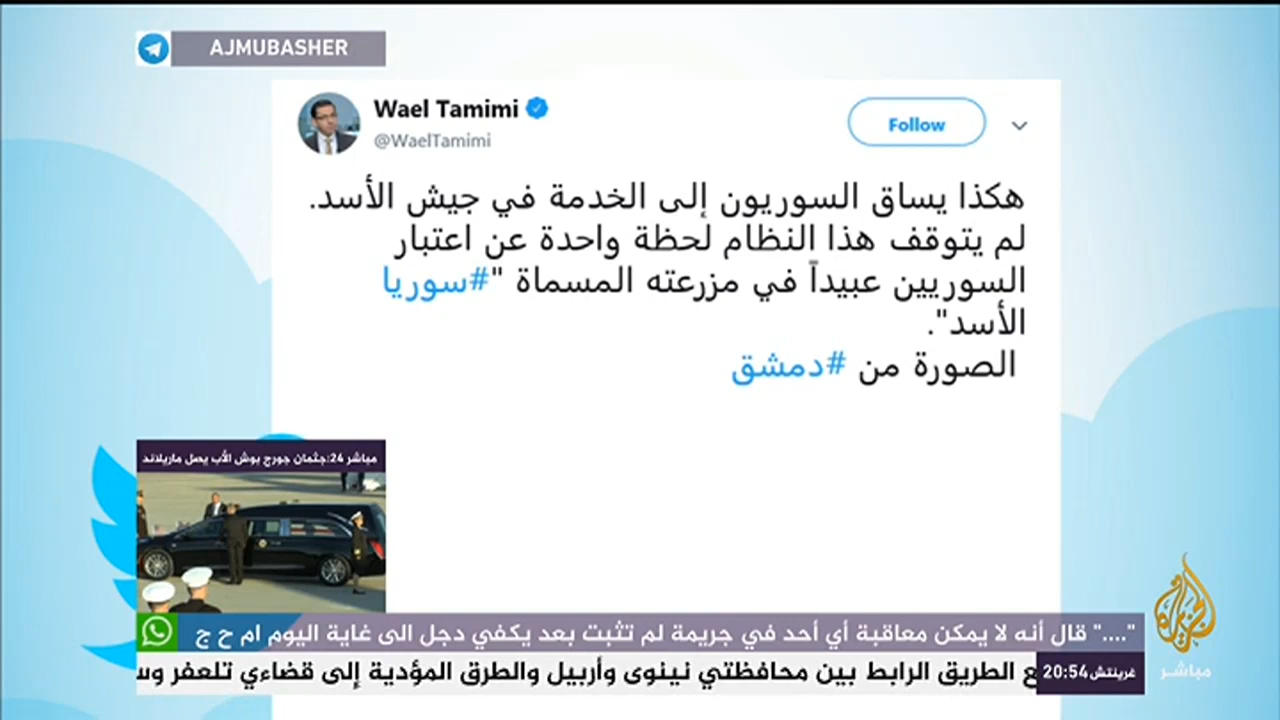 AJMUBASHER
Wael Tamimi
@WaelTamimi
Follow
هكذا يساق السوريون إلى الخدمة في جيش الأسد.
لم يتوقف هذا النظام لحظة واحدة عن اعتبار
السوريين عبيداً في مزرعته المسماة "#سوريا
الأسد".
الصورة من #دمشق
مباشر 24:جثمان جورج بوش الأب يصل ماريلاند
"...." قال أنه لا يمكن معاقبة أي أحد في جريمة لم تثبت بعد يكفي دجل الى غاية اليوم ام ح ج
غرينتش 20:54
ع الطريق الرابط بين محافظتي نينوى وأربيل والطرق المؤدية إلى قضاءي تلعفر وس
الجزيرة
مباشر